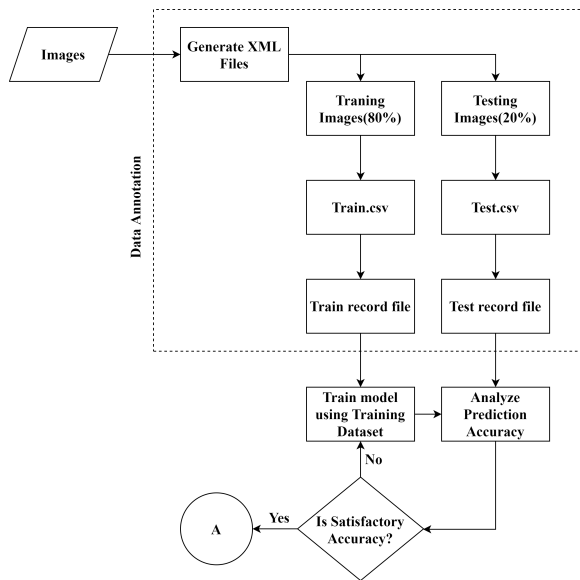 Images
Generate XML
Files
Traning
Images(80%)
Testing
Images(20%)
Data Annotation
Train.csv
Test.csv
Train record file
Test record file
Train model
using Training
Dataset
Analyze
Prediction
Accuracy
No
Is Satisfactory
Accuracy?
Yes
A